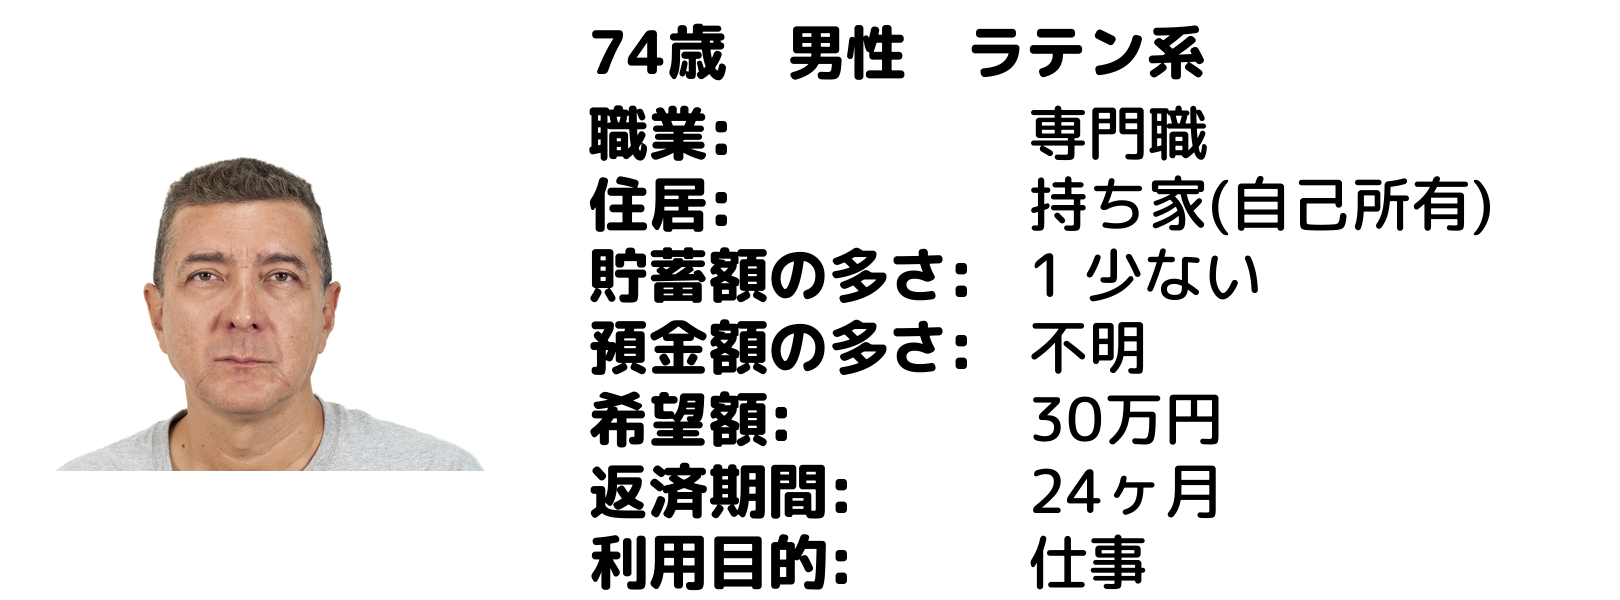 74歳　男性　ラテン系
職業: 専門職
住居: 持ち家(自己所有)
貯蓄額の多さ: 1 少ない
預金額の多さ: 不明
希望額: 30万円
返済期間: 24ヶ月
利用目的: 仕事